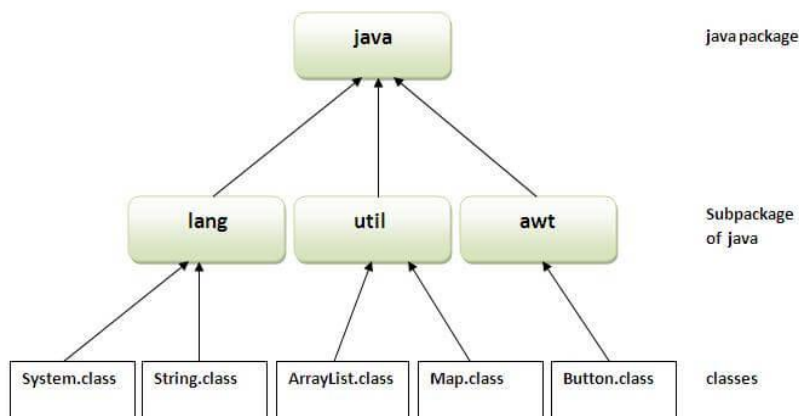 java
java package
lang
util
awt
Subpackage
of java
System.class
String.class
ArrayList.class
Map.class
Button.class
classes